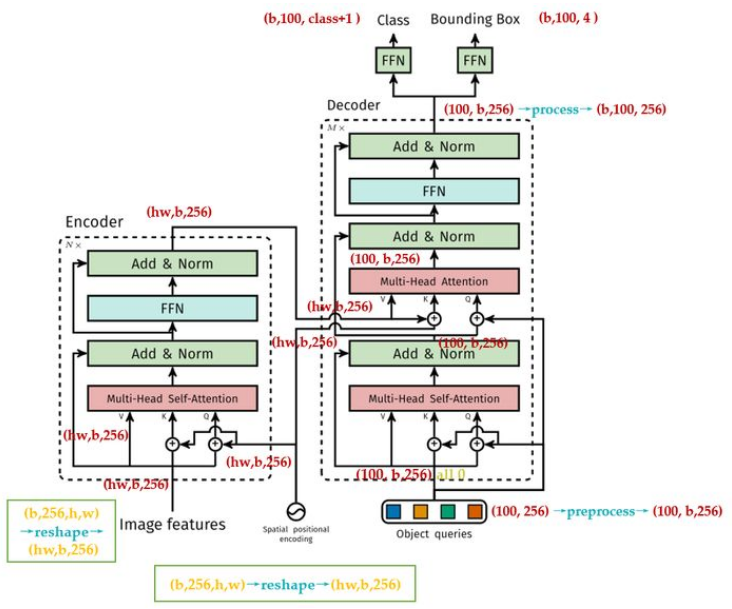 (b,100, class+1 ) Class Bounding Box (b,100, 4 )
FFN FFN
Decoder
(100, b,256) →process→ (b,100, 256)
M×
Add & Norm
FFN
Encoder
(hw,b,256)
N×
Add & Norm
Add & Norm
(100, b,256)
Multi-Head Attention
V K Q
FFN
(hw,b,256)
(hw,b,256)
(100, b,256)
Add & Norm
Add & Norm
Multi-Head Self-Attention
V K Q
Multi-Head Self-Attention
V K Q
(hw,b,256)
(hw,b,256)
(hw,b,256)
(100, b,256) all 0
(b,256,h,w)
→reshape→
(hw,b,256)
Image features
Spatial positional
encoding
Object queries
(100, 256) →preprocess→ (100, b,256)
(b,256,h,w)→reshape→(hw,b,256)